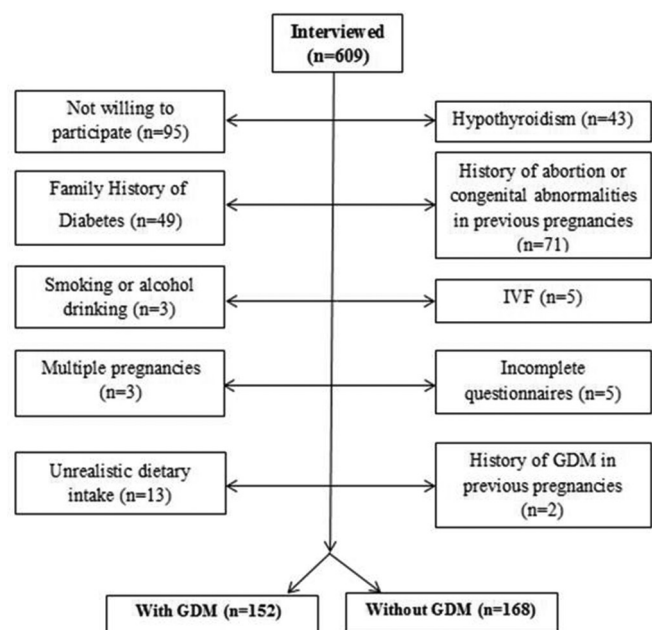 Interviewed
(n=609)
Not willing to
participate (n=95)
Hypothyroidism (n=43)
Family History of
Diabetes (n=49)
History of abortion or
congenital abnormalities
in previous pregnancies
(n=71)
Smoking or alcohol
drinking (n=3)
IVF (n=5)
Multiple pregnancies
(n=3)
Incomplete
questionnaires (n=5)
Unrealistic dietary
intake (n=13)
History of GDM in
previous pregnancies
(n=2)
With GDM (n=152)
Without GDM (n=168)